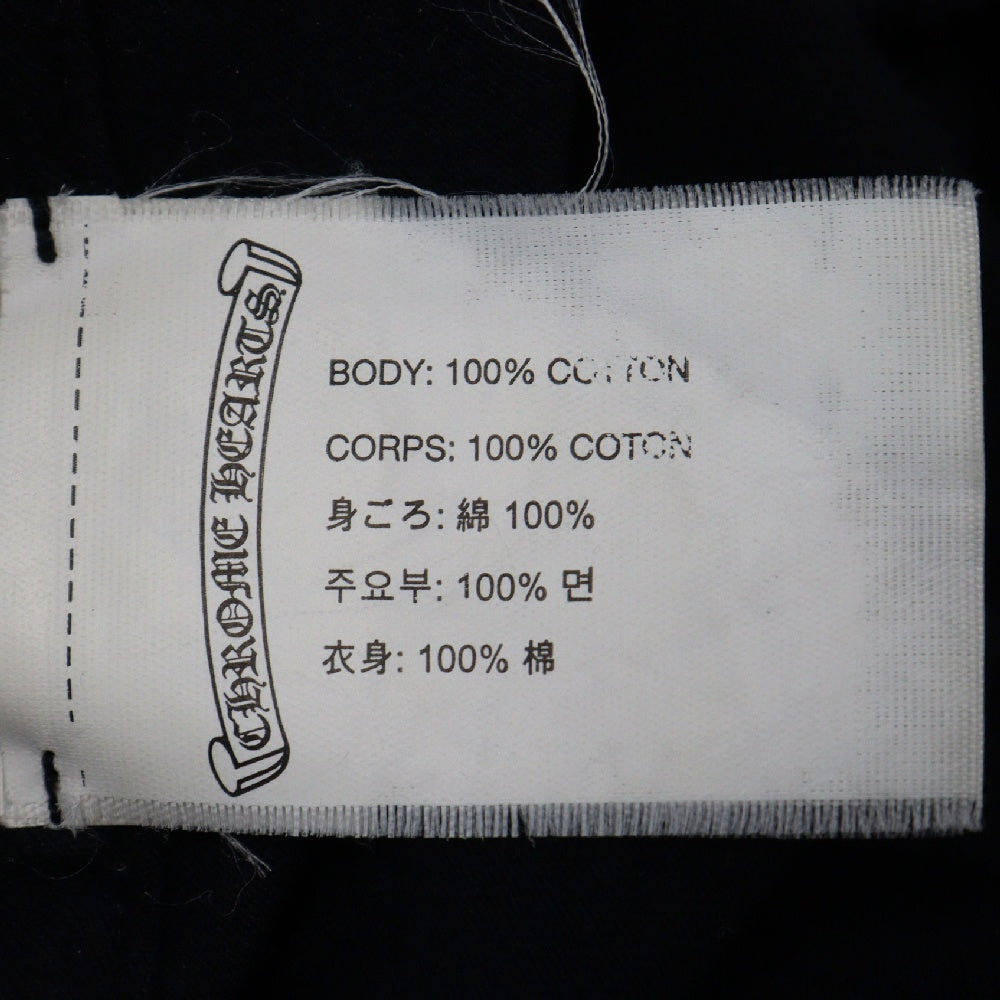 CHROME HEARTS
BODY: 100% COTTON
CORPS: 100% COTON
身ごろ: 綿 100%
주요부: 100% 면
衣身: 100% 棉